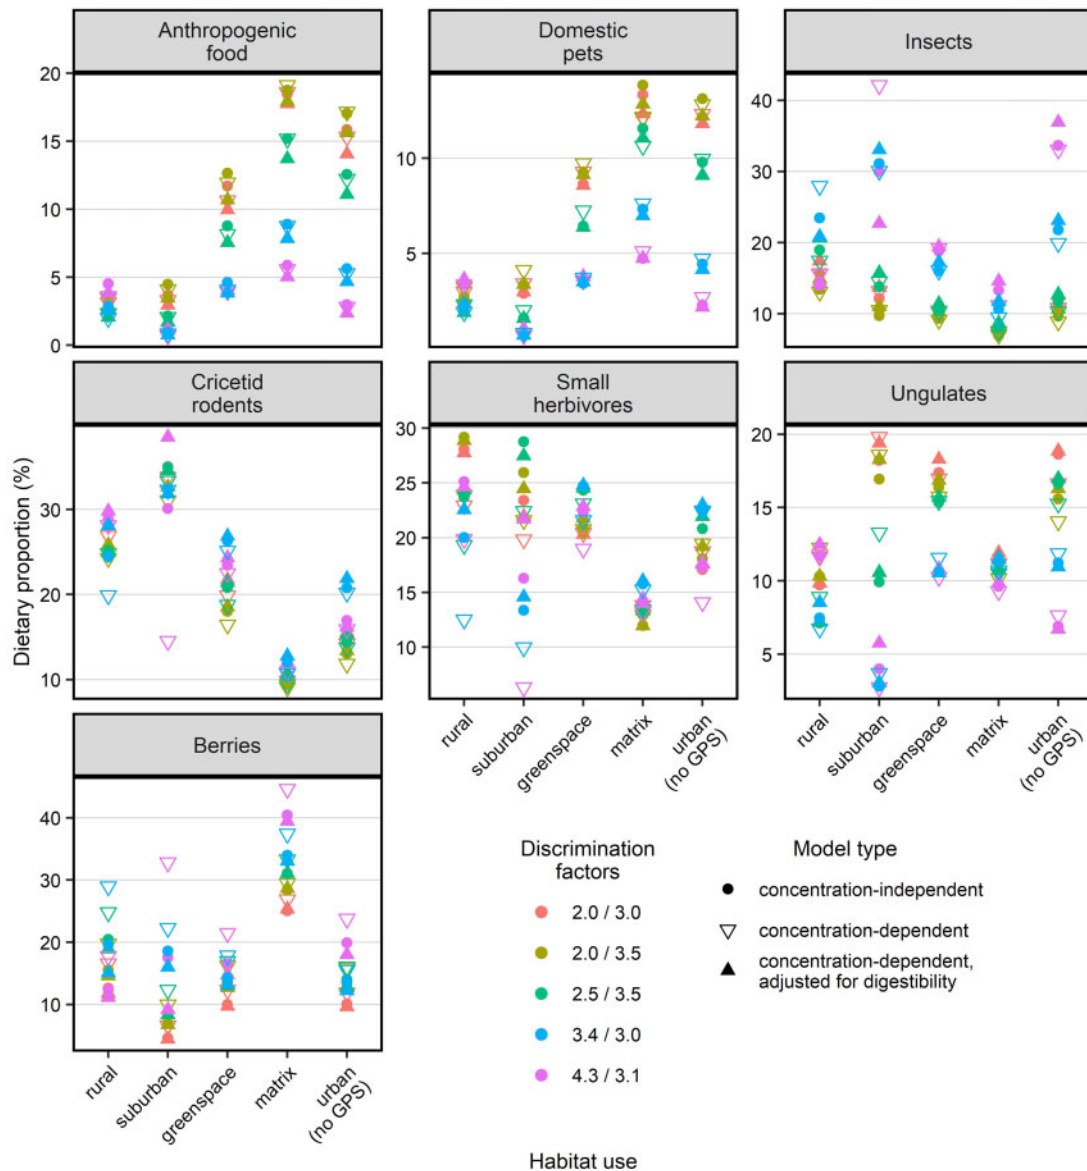 Anthropogenic
food
Domestic
pets
Insects
20
15
10
5
0
10
5
40
30
20
10
Cricetid
rodents
Small
herbivores
Ungulates
Dietary proportion (%)
30
20
10
30
25
20
15
10
20
15
10
5
rural
suburban
greenspace
matrix
urban
(no GPS)
rural
suburban
greenspace
matrix
urban
(no GPS)
Berries
40
30
20
10
rural
suburban
greenspace
matrix
urban
(no GPS)
Discrimination
factors
2.0 / 3.0
2.0 / 3.5
2.5 / 3.5
3.4 / 3.0
4.3 / 3.1
Model type
concentration-independent
concentration-dependent
concentration-dependent,
adjusted for digestibility
Habitat use